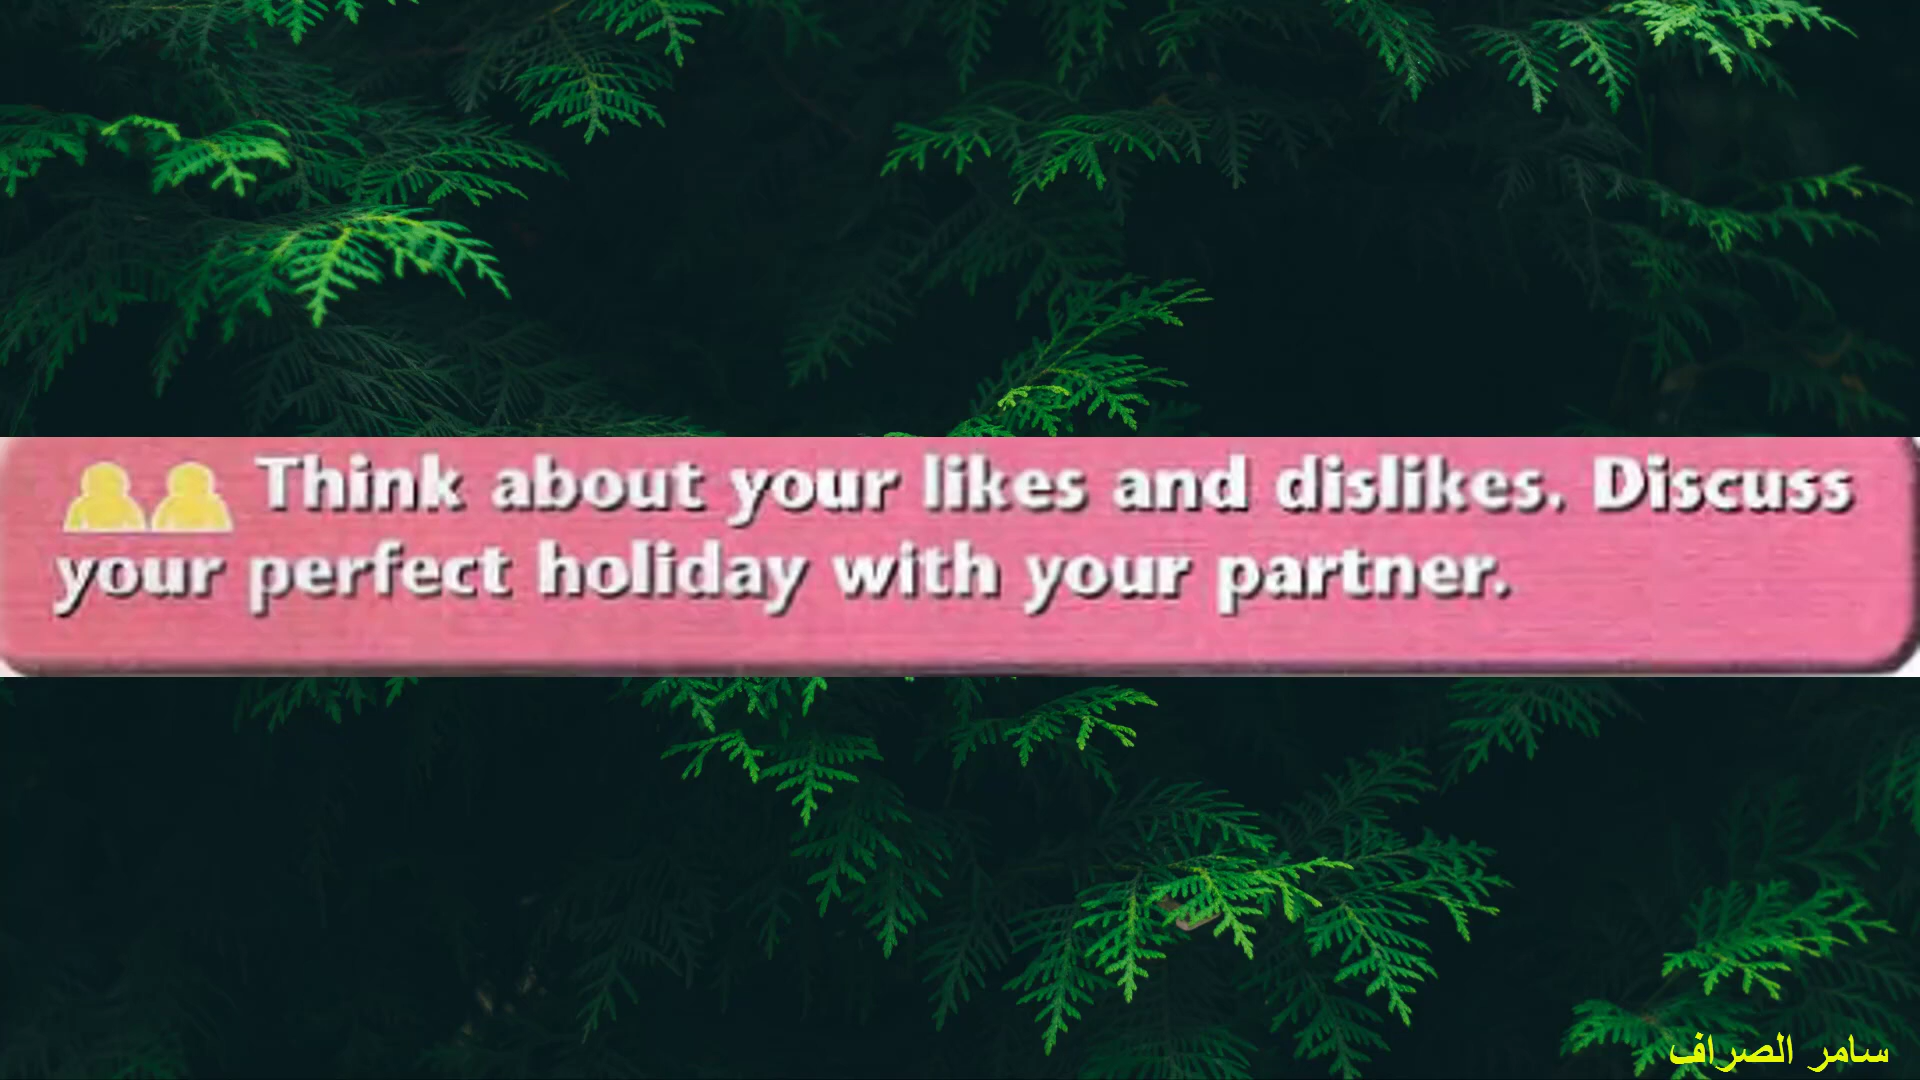 Think about your likes and dislikes. Discuss
your perfect holiday with your partner.
سامر الصراف